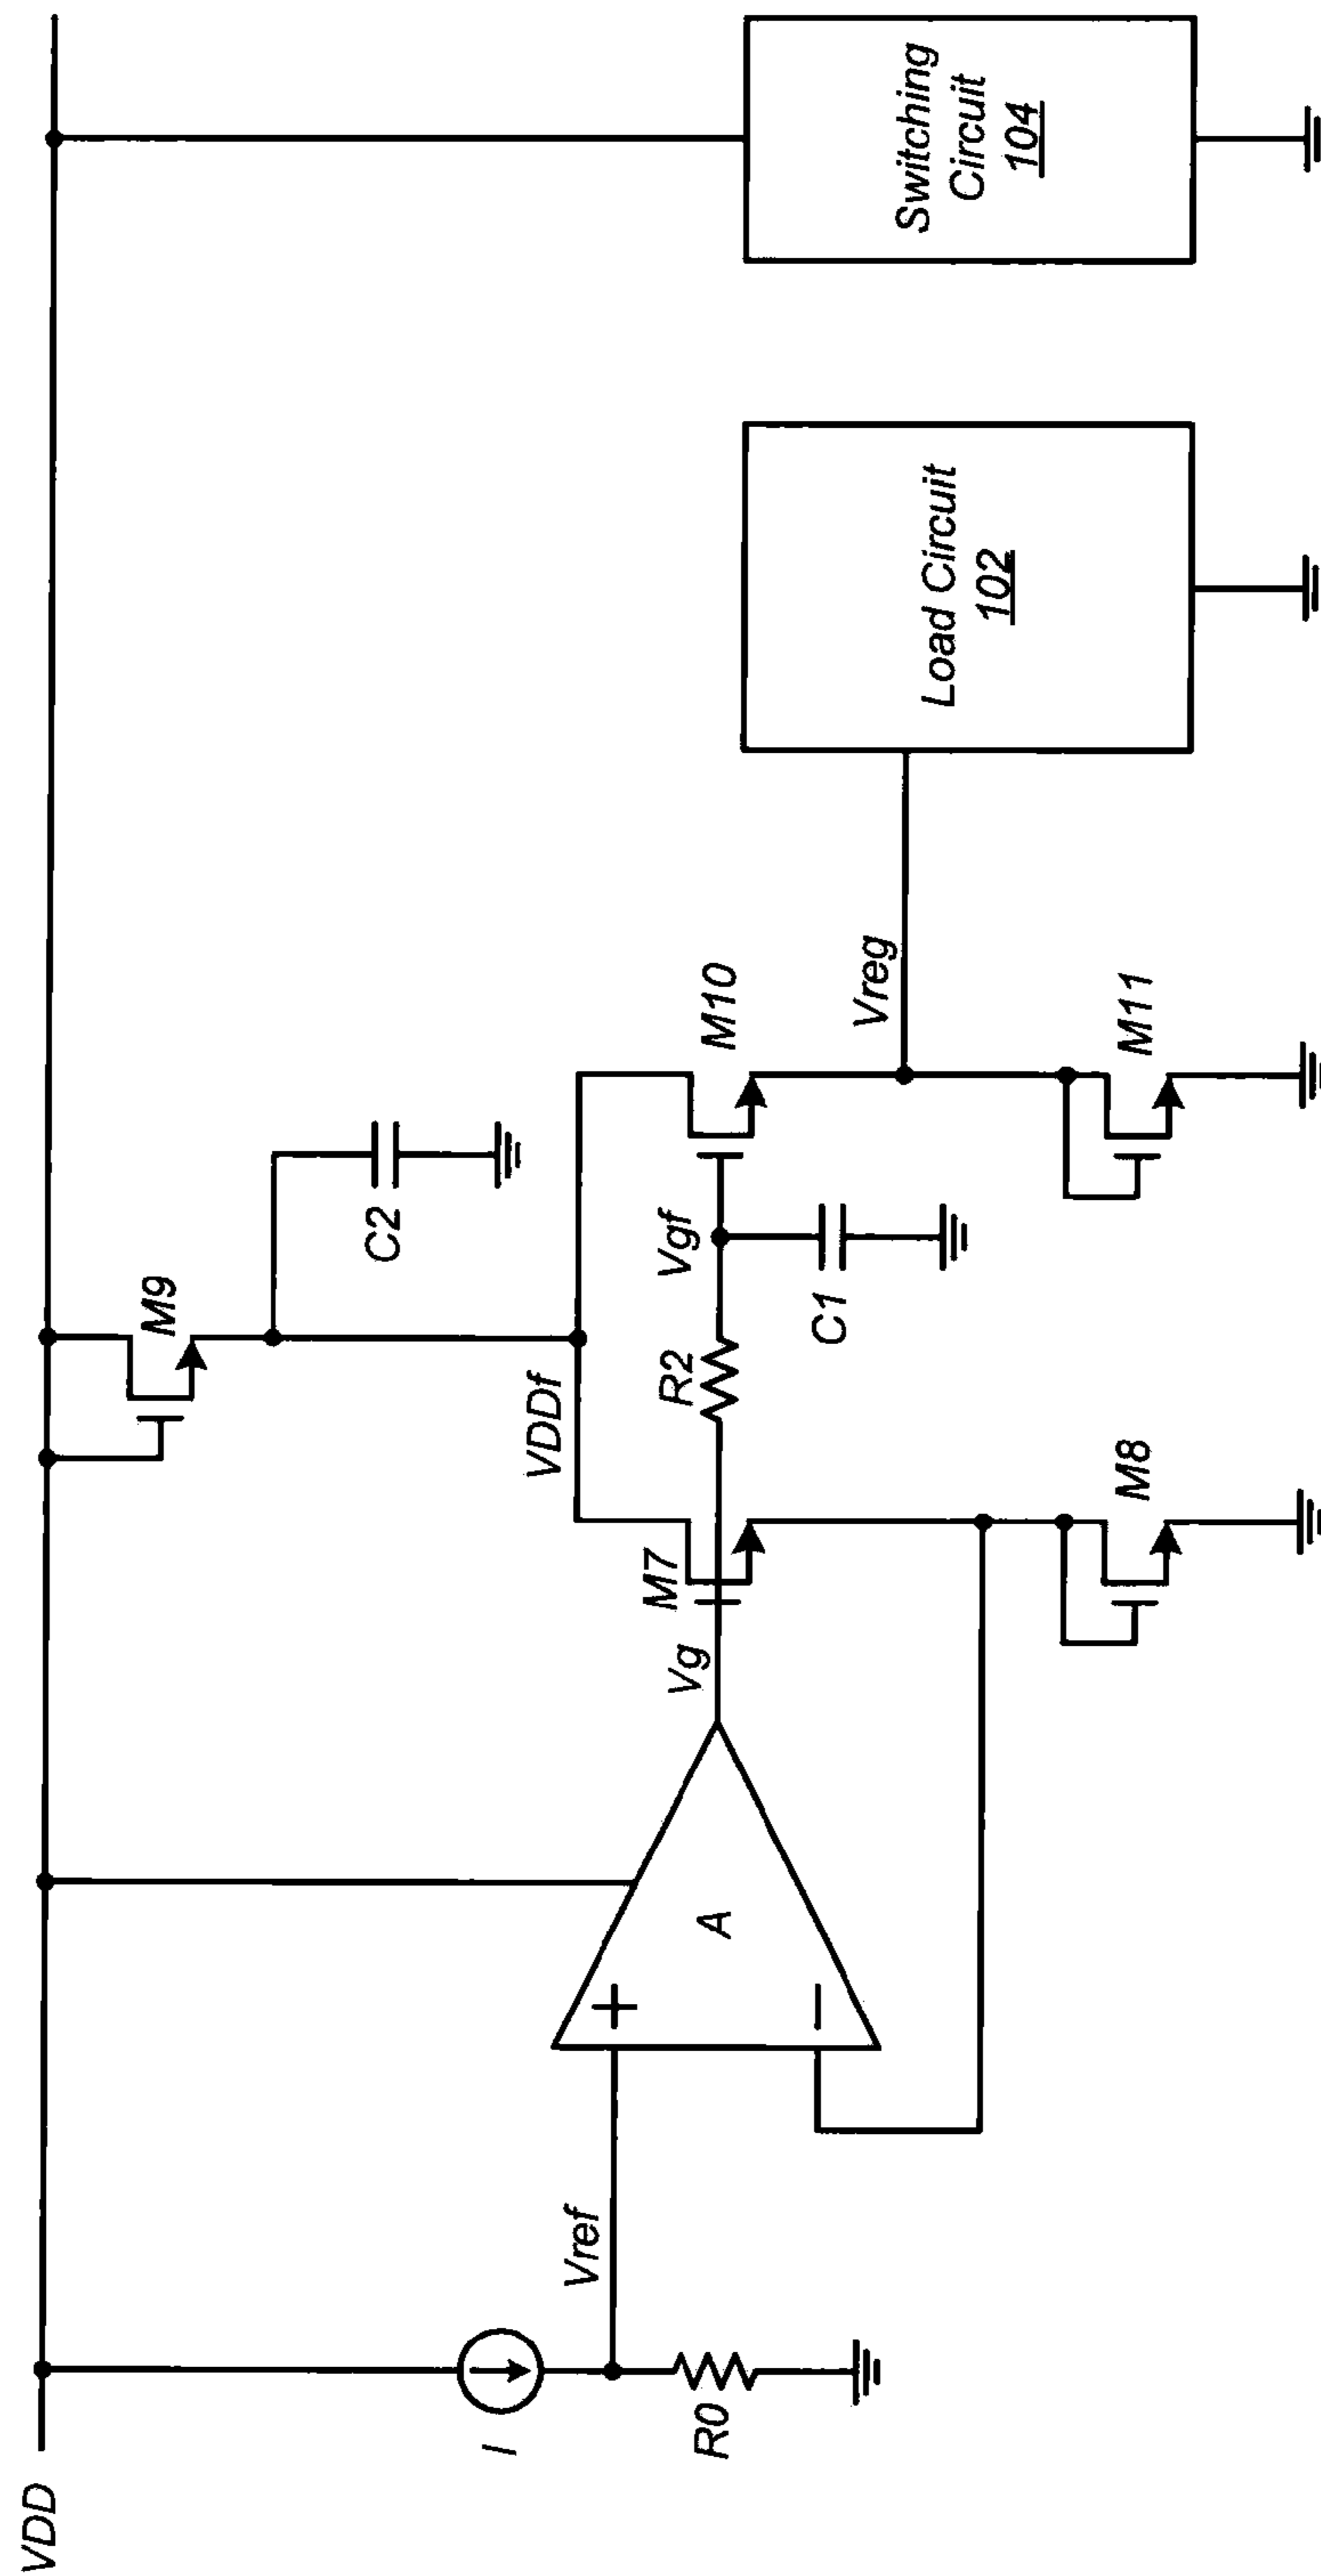 VDD
I
R0
Vref
+
−
A
Vg
M7
M8
VDDf
R2
M9
C2
Vgf
C1
M10
Vreg
M11
Load Circuit
102
Switching
Circuit
104